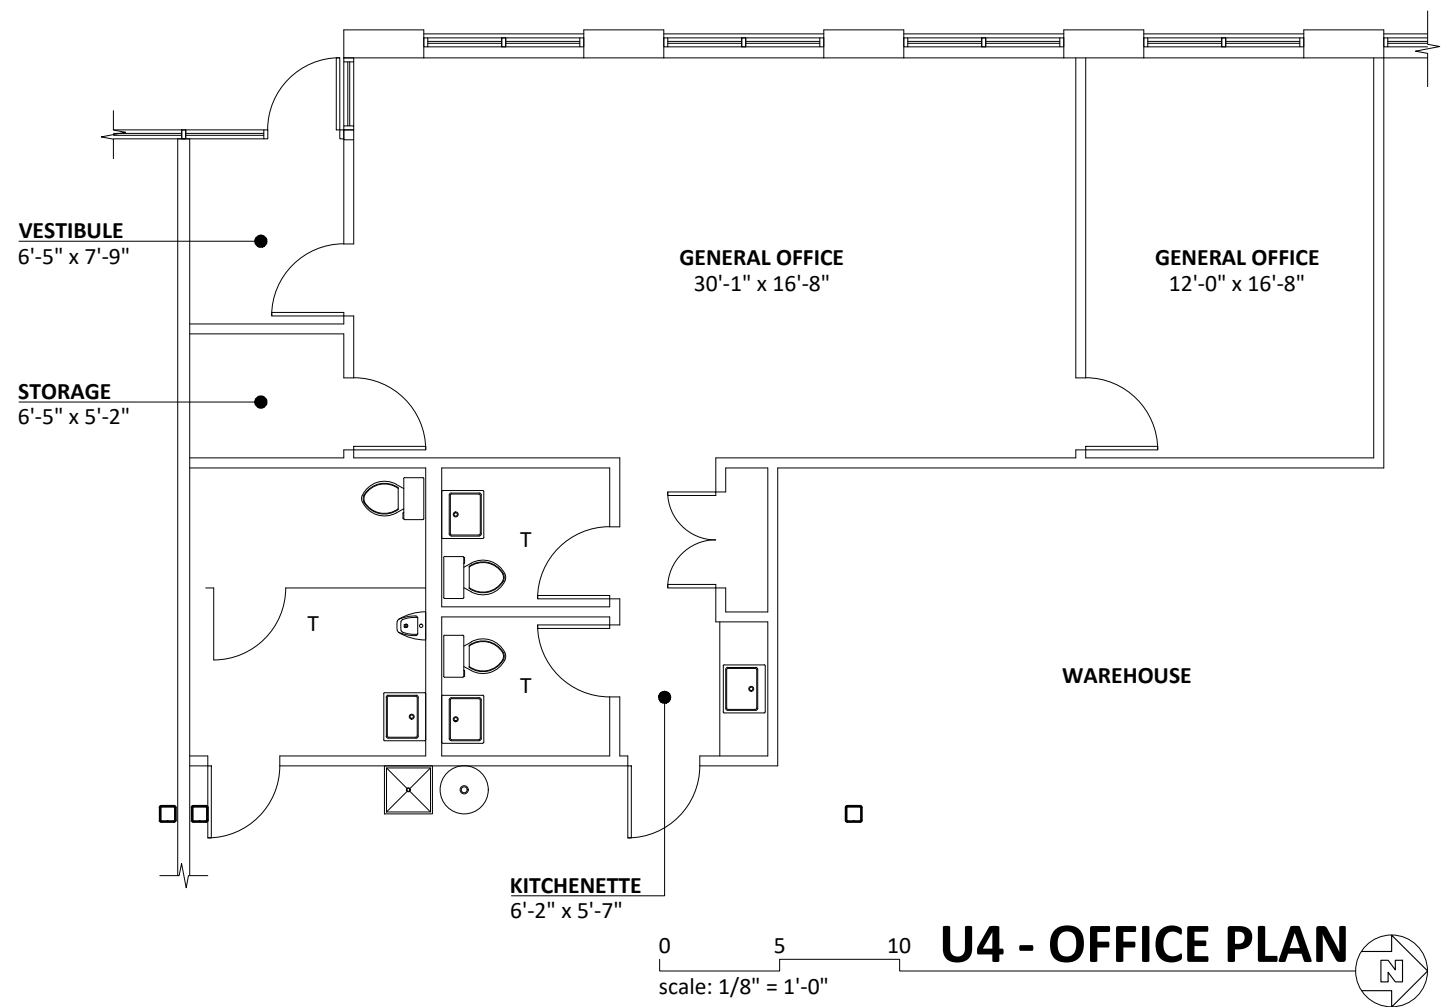 VESTIBULE
6'-5" x 7'-9"
GENERAL OFFICE
30'-1" x 16'-8"
GENERAL OFFICE
12'-0" x 16'-8"
STORAGE
6'-5" x 5'-2"
T
T
T
WAREHOUSE
KITCHENETTE
6'-2" x 5'-7"
0 5 10
scale: 1/8" = 1'-0"
U4 - OFFICE PLAN
N